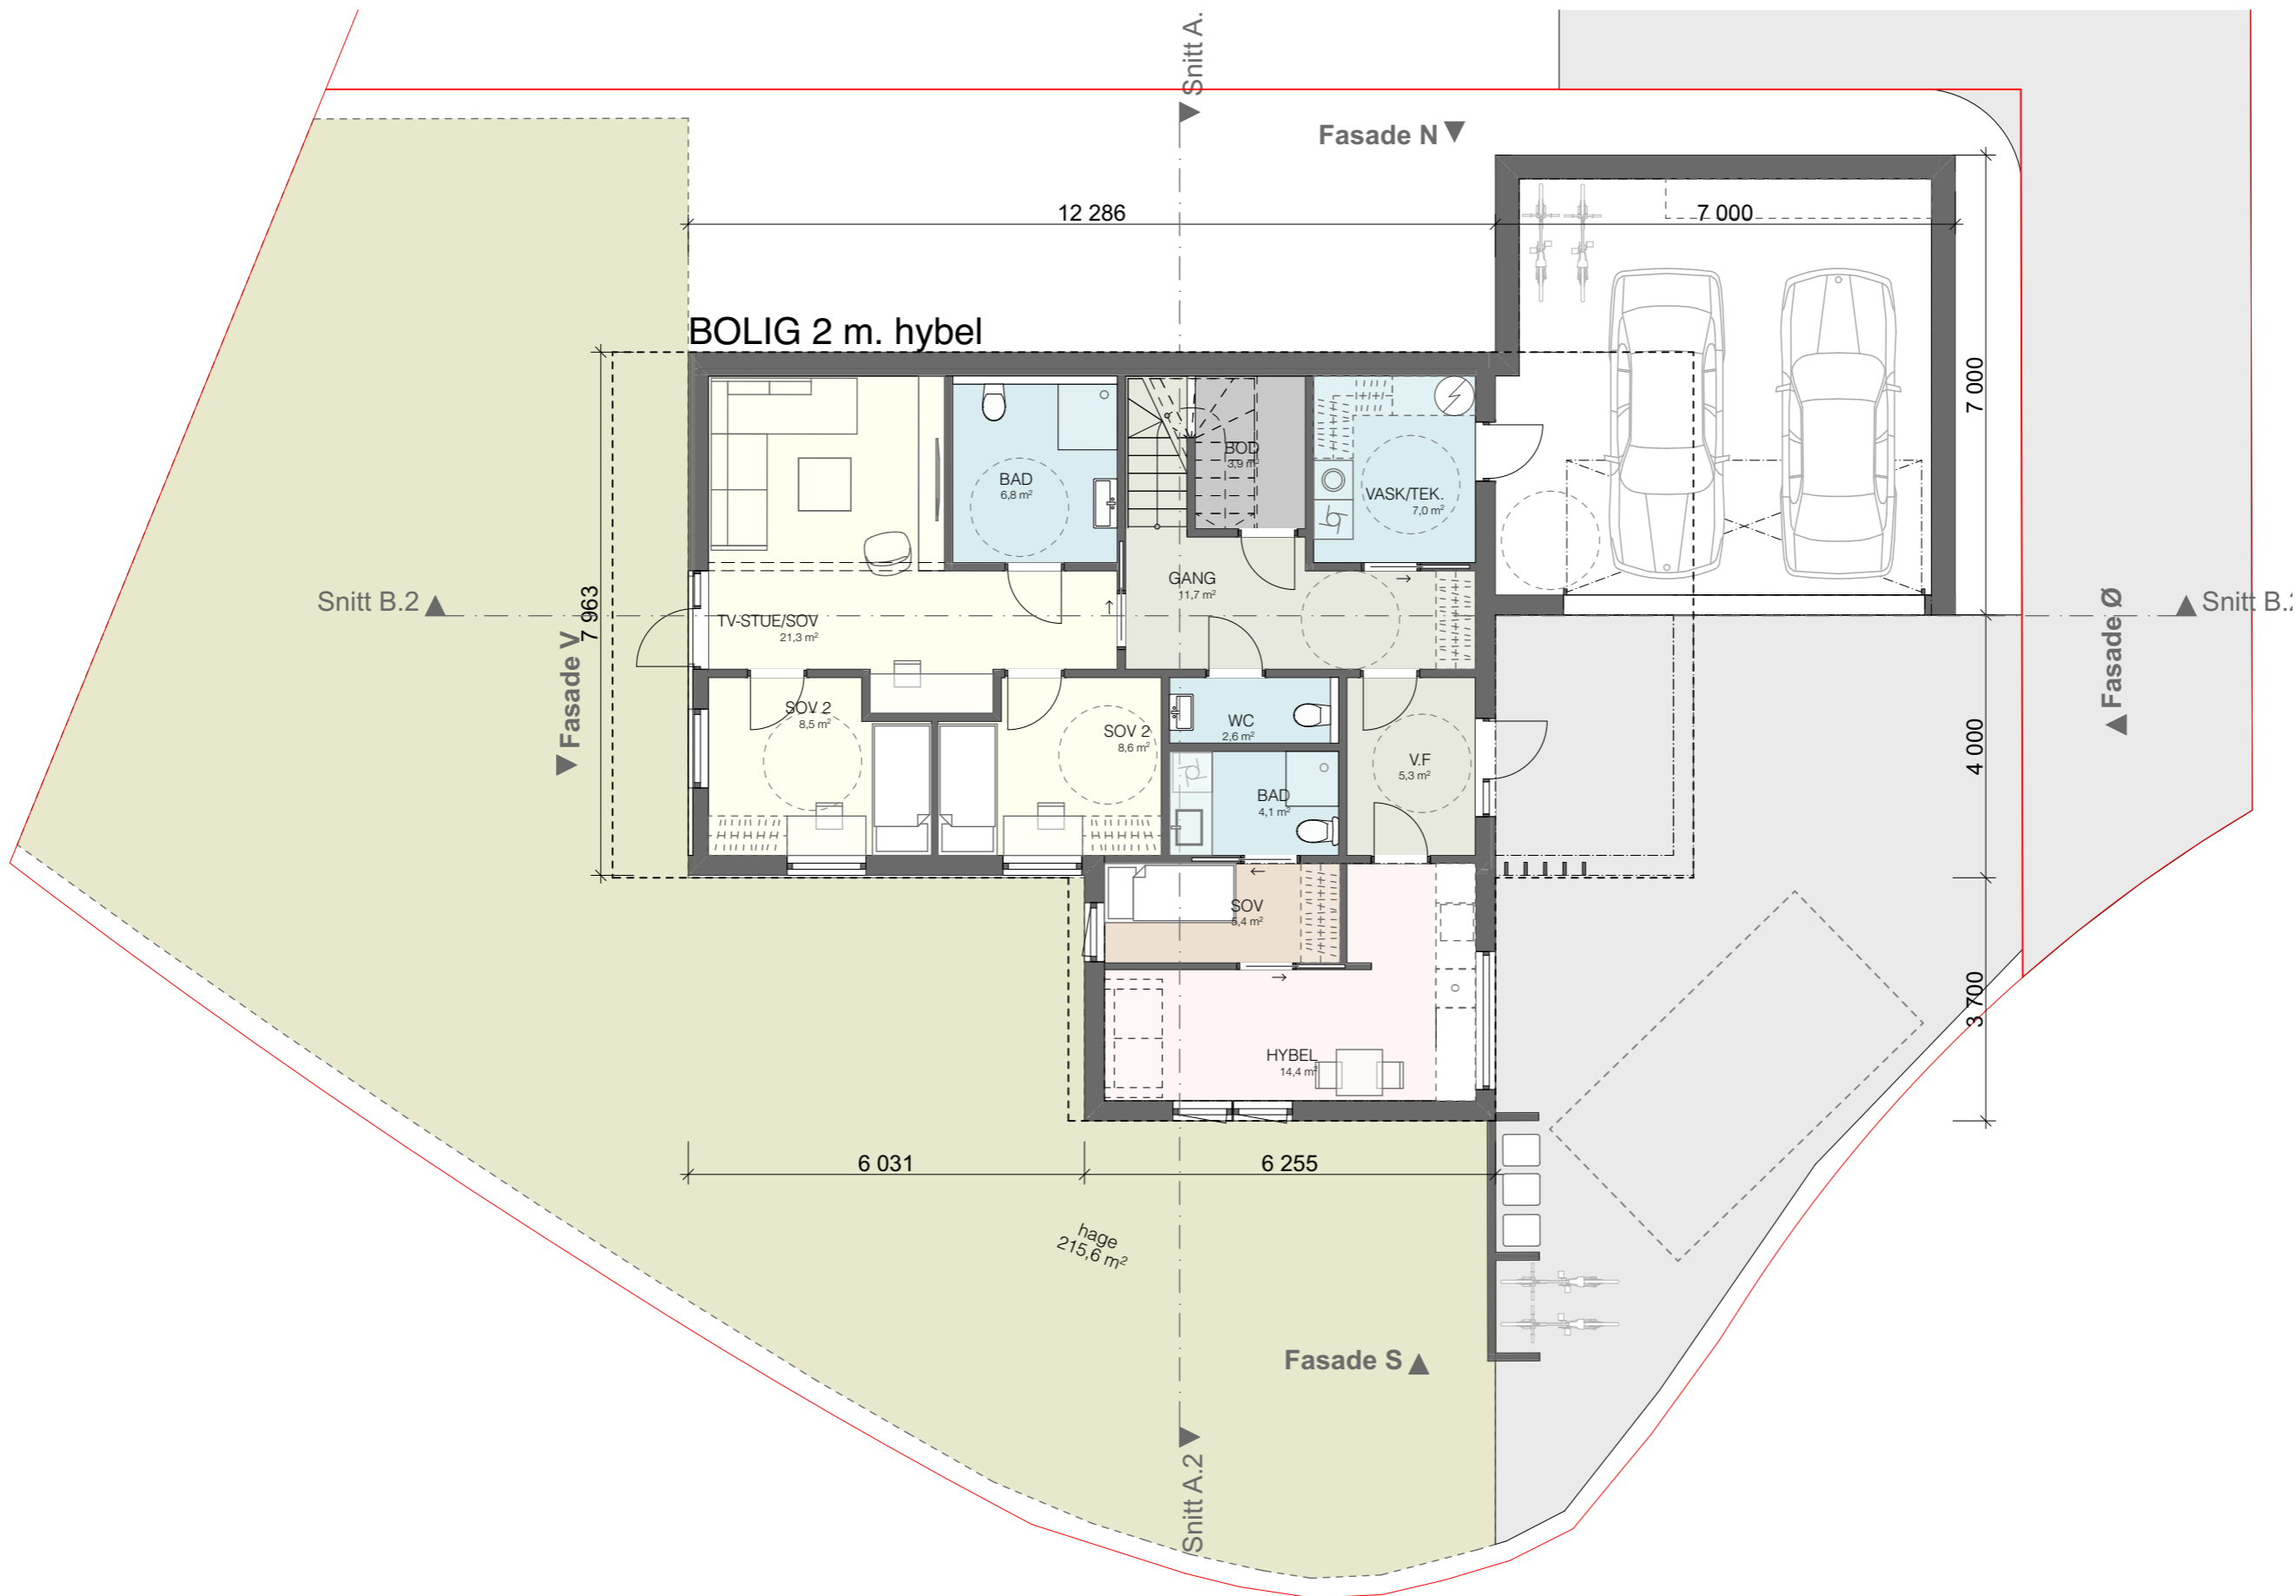 Snitt A.
Fasade N
12 286
7 000
BOLIG 2 m. hybel
7 000
BAD
6,8 m²
BOD
3,9 m²
VASK/TEK.
7,0 m²
GANG
11,7 m²
Snitt B.2
7 963
TV-STUE/SOV
21,3 m²
Snitt B.2
Fasade Ø
Fasade V
SOV 2
8,5 m²
SOV 2
8,6 m²
WC
2,6 m²
V.F
5,3 m²
4 000
BAD
4,1 m²
SOV
5,4 m²
3 700
HYBEL
14,4 m²
6 031
6 255
hage
215,6 m²
Fasade S
Snitt A.2